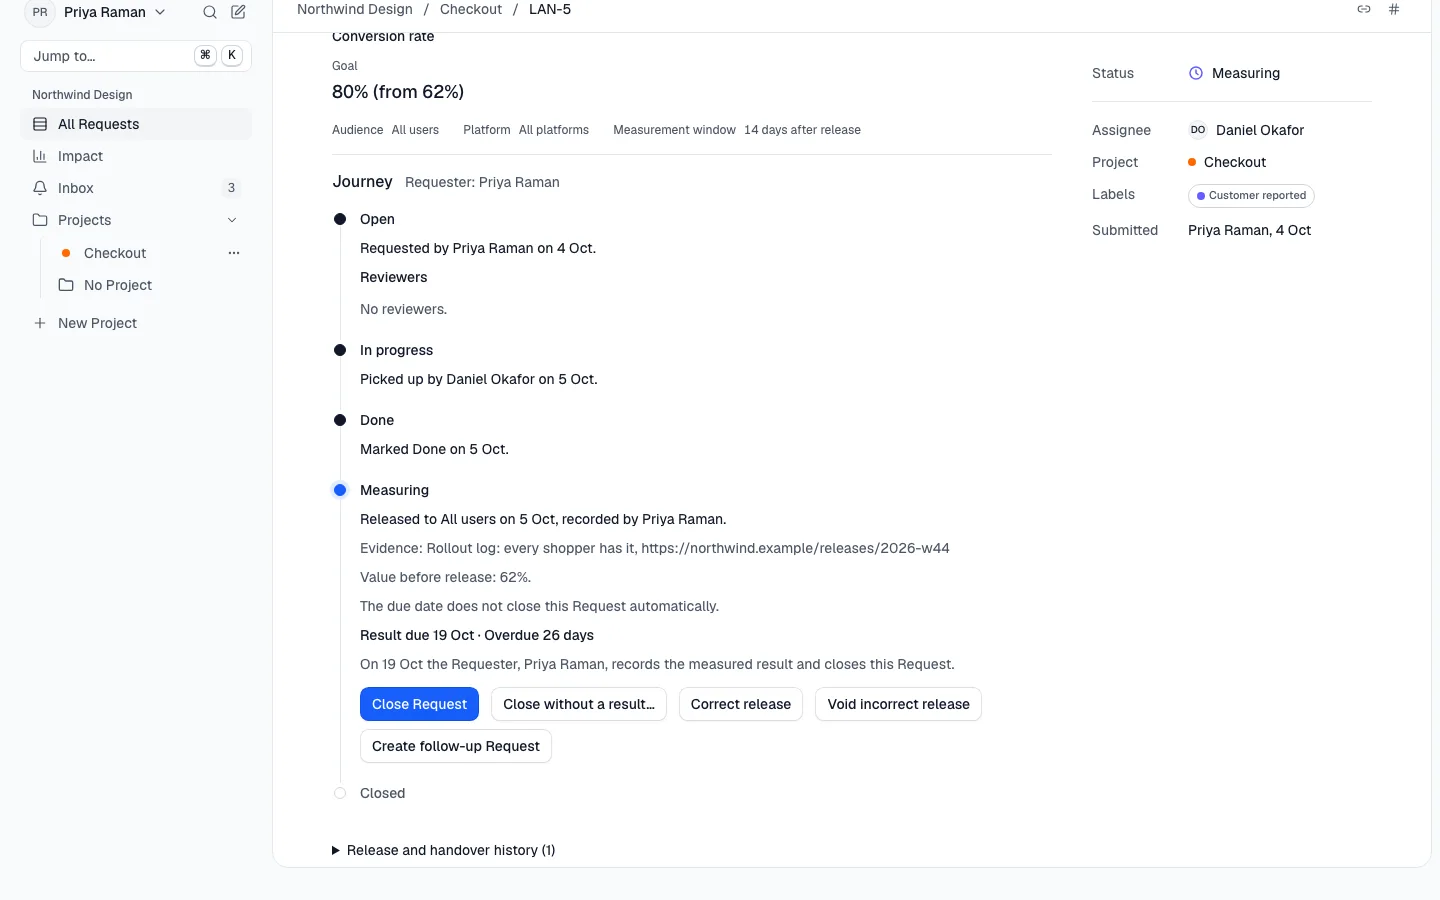 PR Priya Raman
Jump to... ⌘ K
Northwind Design
All Requests
Impact
Inbox 3
Projects
Checkout ...
No Project
New Project
Northwind Design / Checkout / LAN-5
Conversion rate
Goal
80% (from 62%)
Audience All users Platform All platforms Measurement window 14 days after release
Journey Requester: Priya Raman
Open
Requested by Priya Raman on 4 Oct.
Reviewers
No reviewers.
In progress
Picked up by Daniel Okafor on 5 Oct.
Done
Marked Done on 5 Oct.
Measuring
Released to All users on 5 Oct, recorded by Priya Raman.
Evidence: Rollout log: every shopper has it, https://northwind.example/releases/2026-w44
Value before release: 62%.
The due date does not close this Request automatically.
Result due 19 Oct · Overdue 26 days
On 19 Oct the Requester, Priya Raman, records the measured result and closes this Request.
Close Request Close without a result... Correct release Void incorrect release
Create follow-up Request
Closed
Release and handover history (1)
Status Measuring
Assignee DO Daniel Okafor
Project Checkout
Labels Customer reported
Submitted Priya Raman, 4 Oct